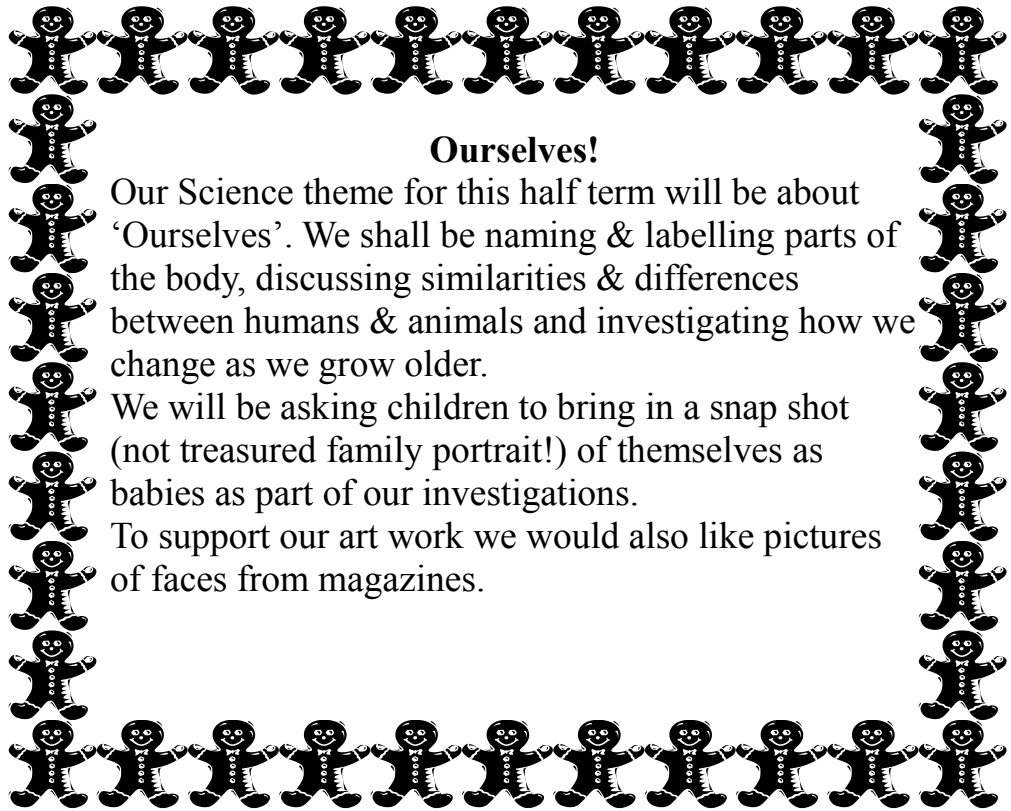 Ourselves!
Our Science theme for this half term will be about
‘Ourselves’. We shall be naming & labelling parts of
the body, discussing similarities & differences
between humans & animals and investigating how we
change as we grow older.
We will be asking children to bring in a snap shot
(not treasured family portrait!) of themselves as
babies as part of our investigations.
To support our art work we would also like pictures
of faces from magazines.